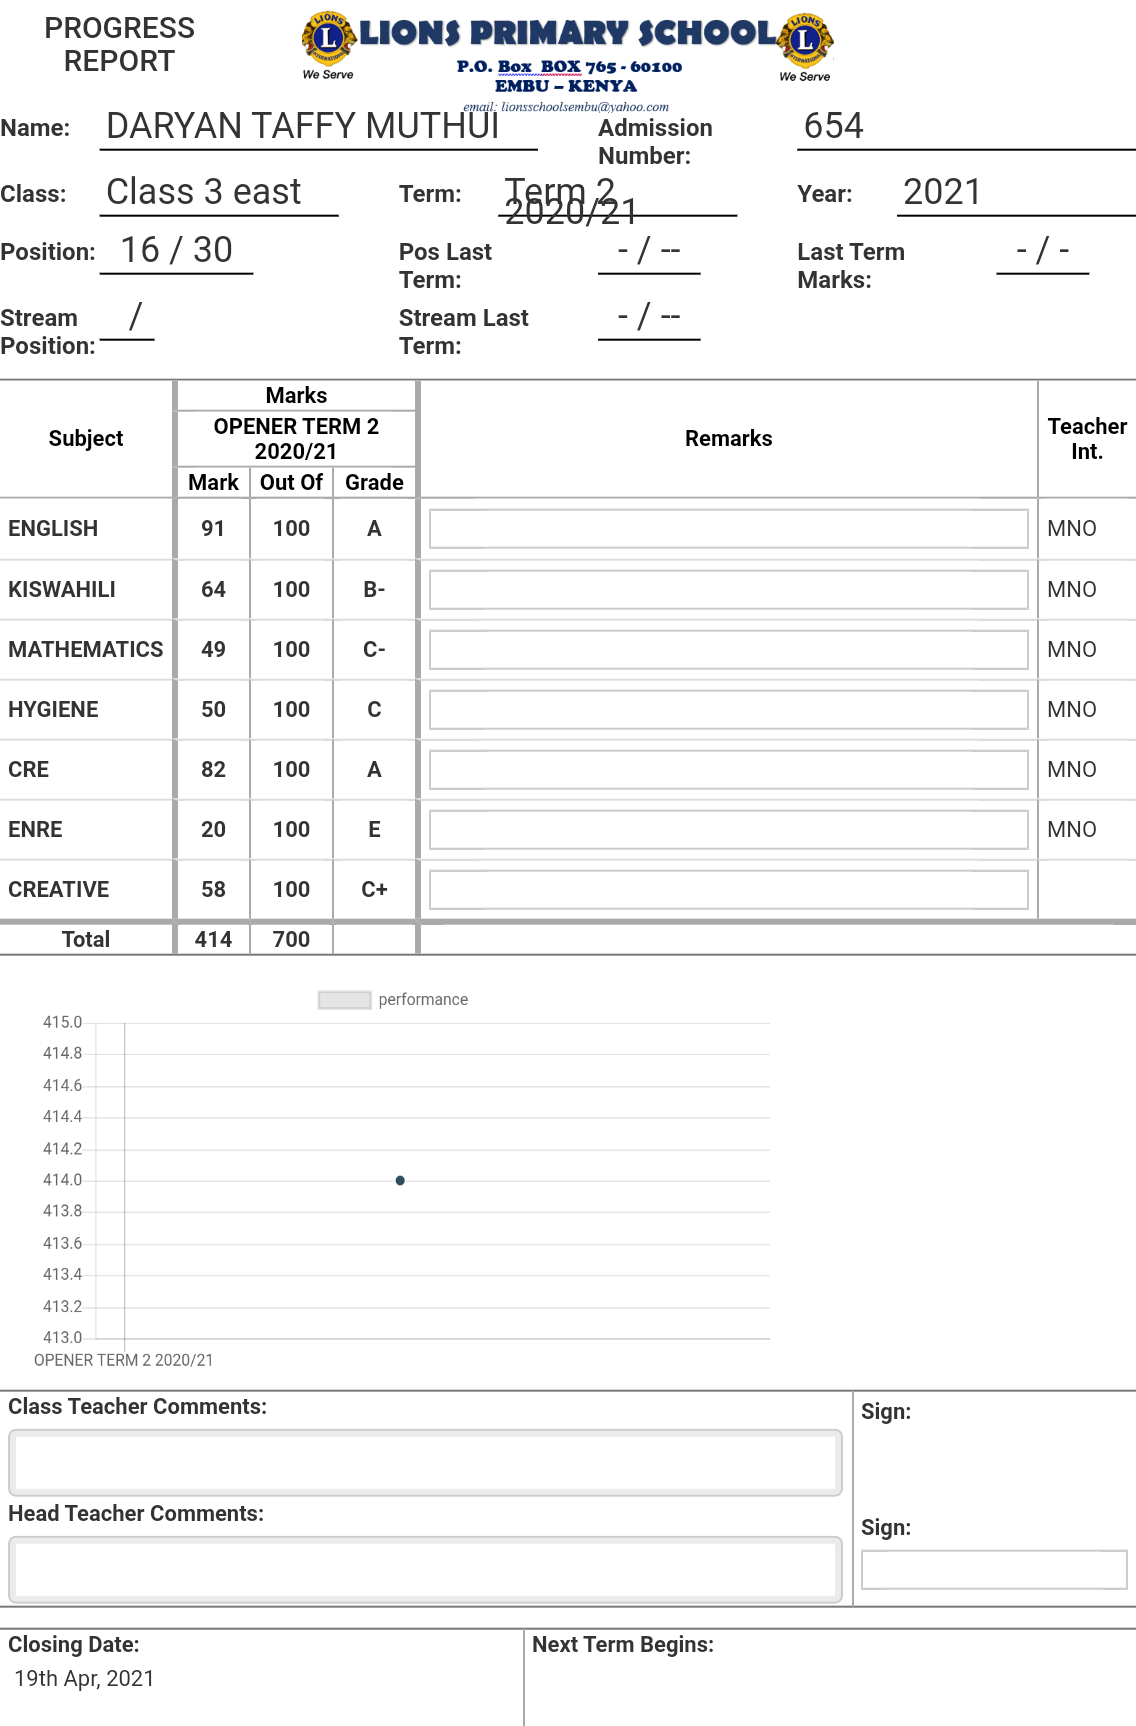 PROGRESS
REPORT
LIONS PRIMARY SCHOOL
LIONS
INTERNATIONAL
We Serve
LIONS
INTERNATIONAL
We Serve
P.O. Box BOX 765 - 60100
EMBU – KENYA
email: lionsschoolsembu@yahoo.com
Name: DARYAN TAFFY MUTHUI Admission Number: 654
Class: Class 3 east Term: Term 2 2020/21 Year: 2021
Position: 16 / 30 Pos Last Term: - / -- Last Term Marks: - / -
Stream Position: / Stream Last Term: - / --
Subject Marks Remarks Teacher Int.
OPENER TERM 2
2020/21
Mark Out Of Grade
ENGLISH 91 100 A MNO
KISWAHILI 64 100 B- MNO
MATHEMATICS 49 100 C- MNO
HYGIENE 50 100 C MNO
CRE 82 100 A MNO
ENRE 20 100 E MNO
CREATIVE 58 100 C+
Total 414 700
performance
415.0
414.8
414.6
414.4
414.2
414.0
413.8
413.6
413.4
413.2
413.0
OPENER TERM 2 2020/21
Class Teacher Comments: Sign:
Head Teacher Comments: Sign:
Closing Date: Next Term Begins:
19th Apr, 2021